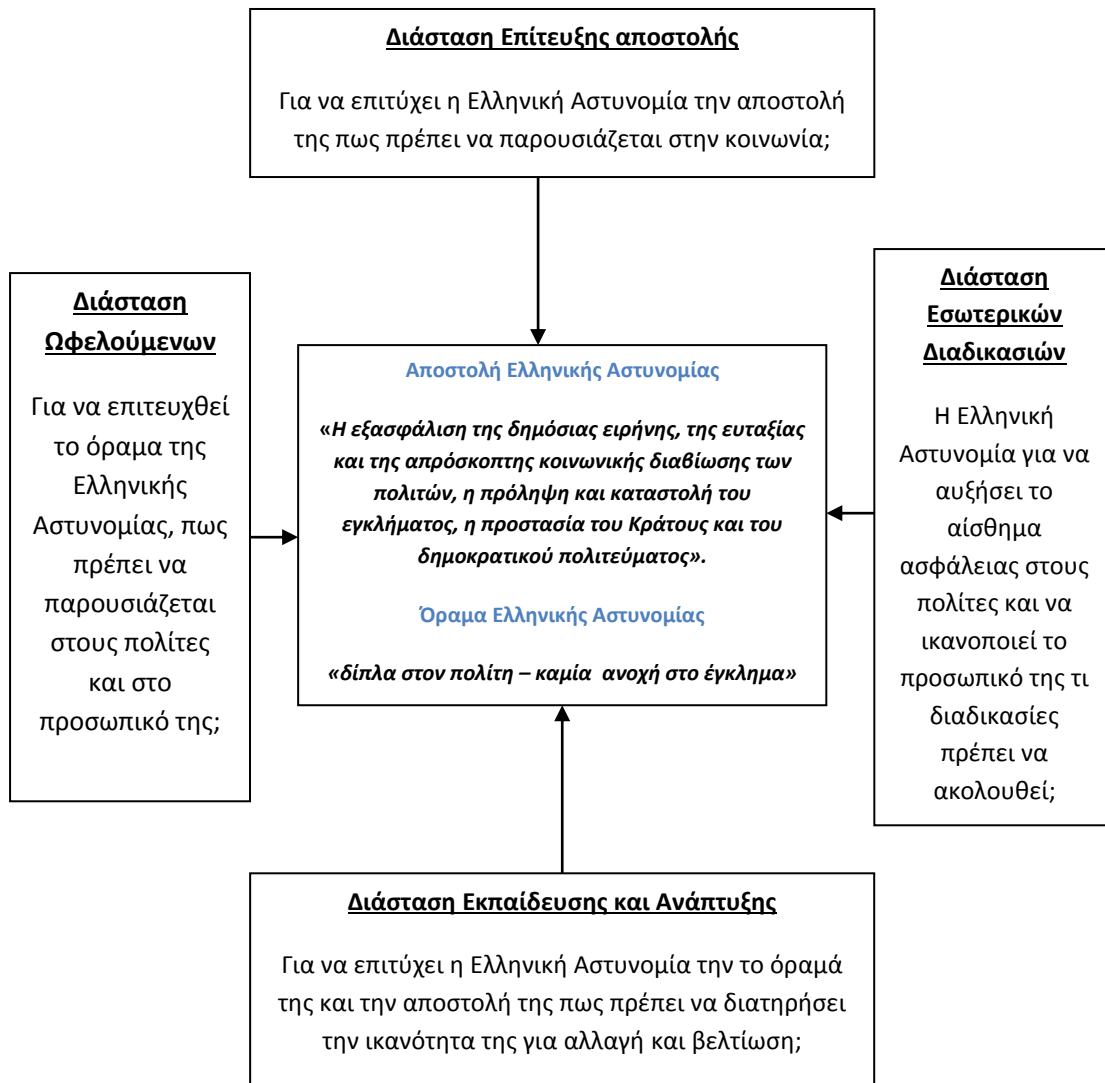 Διάσταση Επίτευξης αποστολής
Για να επιτύχει η Ελληνική Αστυνομία την αποστολή
της πως πρέπει να παρουσιάζεται στην κοινωνία;
Διάσταση
Ωφελούμενων
Για να επιτευχθεί
το όραμα της
Ελληνικής
Αστυνομίας, πως
πρέπει να
παρουσιάζεται
στους πολίτες
και στο
προσωπικό της;
Αποστολή Ελληνικής Αστυνομίας
«Η εξασφάλιση της δημόσιας ειρήνης, της ευταξίας
και της απρόσκοπτης κοινωνικής διαβίωσης των
πολιτών, η πρόληψη και καταστολή του
εγκλήματος, η προστασία του Κράτους και του
δημοκρατικού πολιτεύματος».
Όραμα Ελληνικής Αστυνομίας
«δίπλα στον πολίτη – καμία ανοχή στο έγκλημα»
Διάσταση
Εσωτερικών
Διαδικασιών
Η Ελληνική
Αστυνομία για να
αυξήσει το
αίσθημα
ασφάλειας στους
πολίτες και να
ικανοποιεί το
προσωπικό της τι
διαδικασίες
πρέπει να
ακολουθεί;
Διάσταση Εκπαίδευσης και Ανάπτυξης
Για να επιτύχει η Ελληνική Αστυνομία την το όραμά
της και την αποστολή της πως πρέπει να διατηρήσει
την ικανότητα της για αλλαγή και βελτίωση;